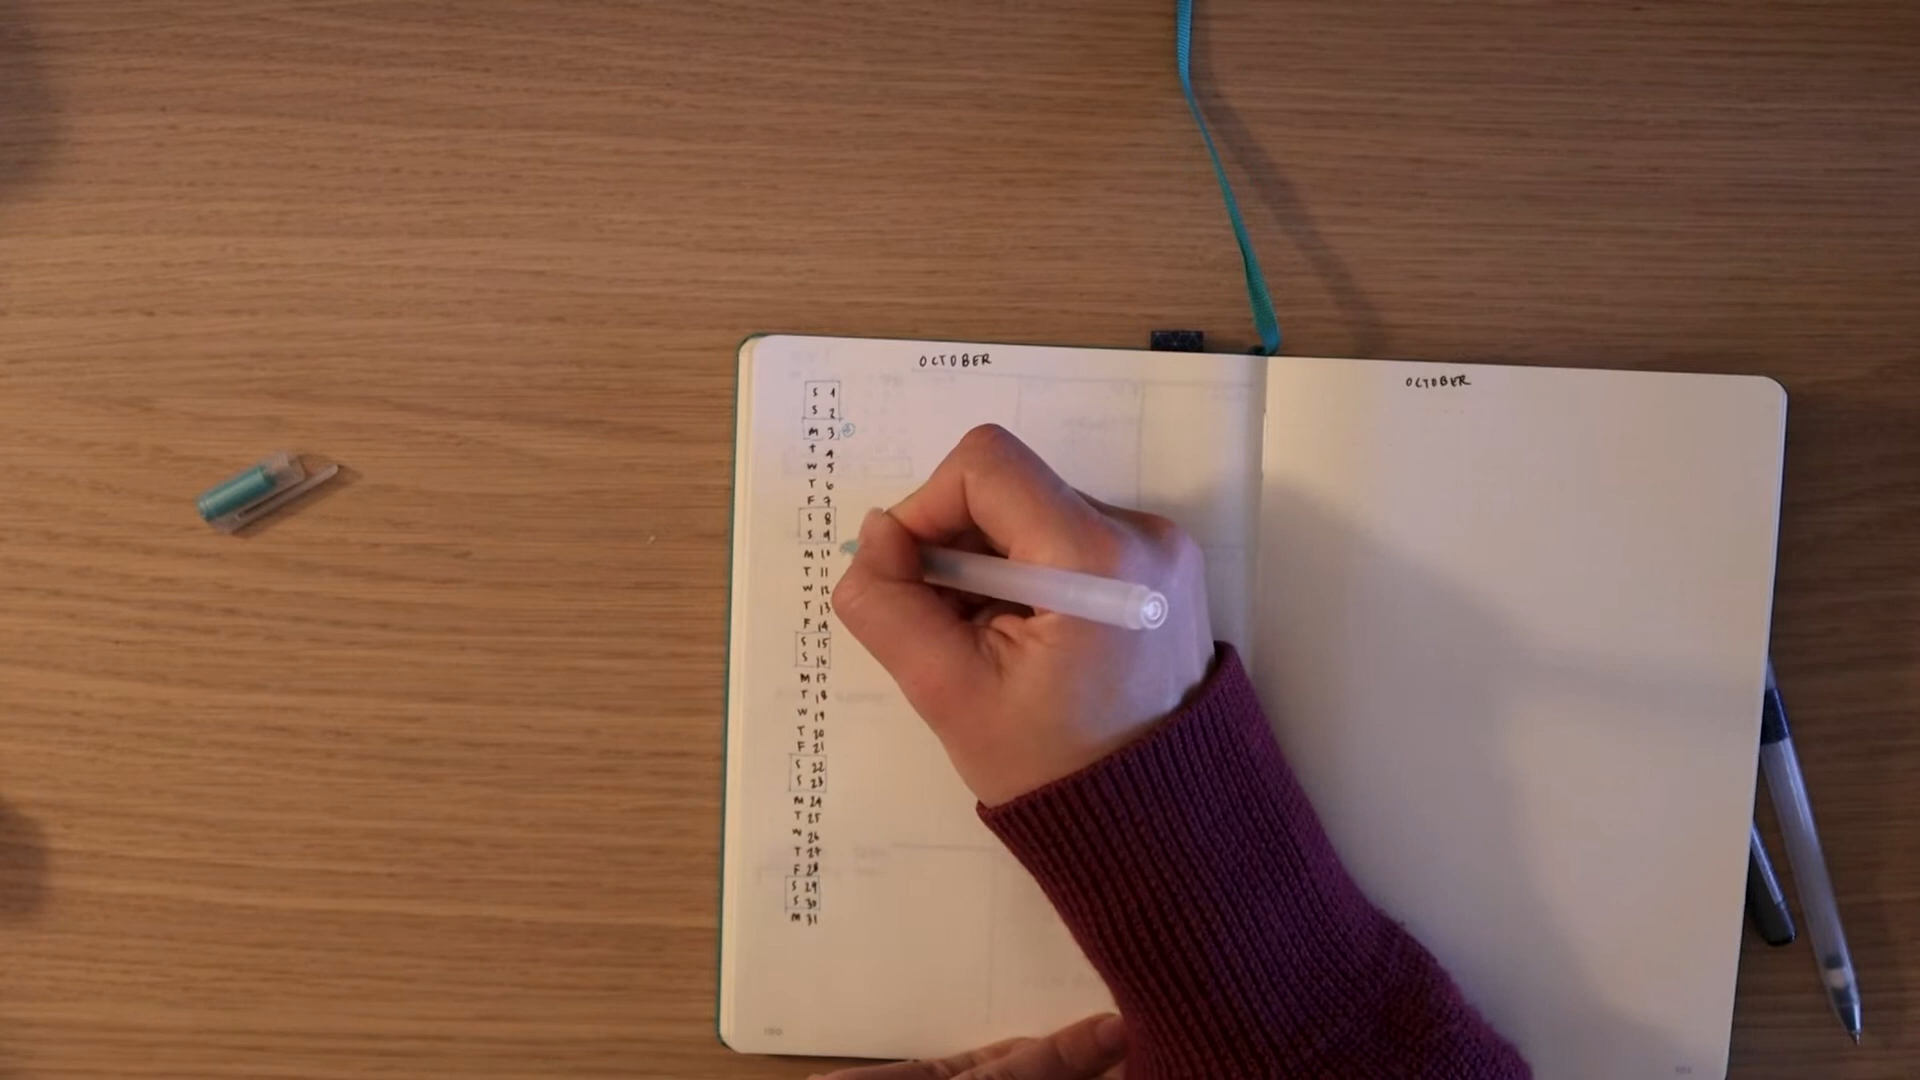 OCTOBER
S 1
S 2
M 3
T 4
W 5
T 6
F 7
S 8
S 9
M 10
T 11
W 12
T 13
F 14
S 15
S 16
M 17
T 18
W 19
T 20
F 21
S 22
S 23
M 24
T 25
W 26
T 27
F 28
S 29
S 30
M 31
OCTOBER